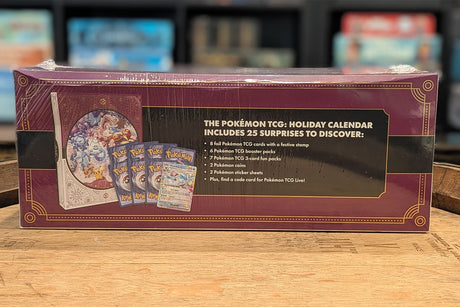 THE POKÉMON TCG: HOLIDAY CALENDAR
INCLUDES 25 SURPRISES TO DISCOVER:
• 8 foil Pokémon TCG cards with a festive stamp
• 6 Pokémon TCG booster packs
• 7 Pokémon TCG 3-card fun packs
• 2 Pokémon coins
• 2 Pokémon sticker sheets
• Plus, find a code card for Pokémon TCG Live!